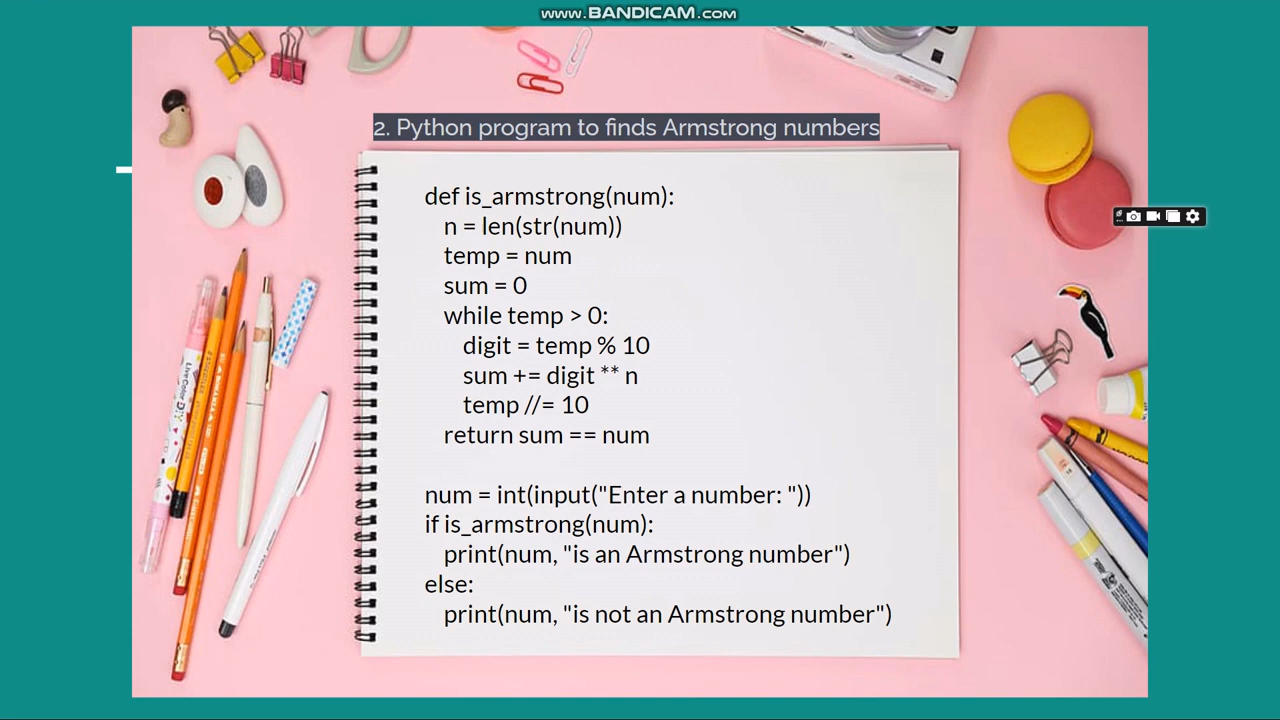 www.BANDICAM.com
2. Python program to finds Armstrong numbers
def is_armstrong(num):
n = len(str(num))
temp = num
sum = 0
while temp > 0:
digit = temp % 10
sum += digit ** n
temp //= 10
return sum == num
num = int(input("Enter a number: "))
if is_armstrong(num):
print(num, "is an Armstrong number")
else:
print(num, "is not an Armstrong number")